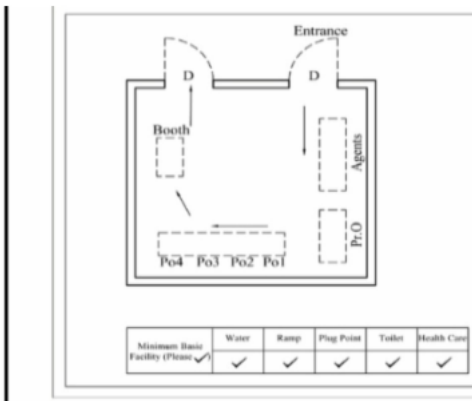 Entrance
D D
Booth
Agents
Pr.O
Po4 Po3 Po2 Po1
Minimum Basic Facility (Please ✓) Water Ramp Plug Point Toilet Health Care
✓ ✓ ✓ ✓ ✓